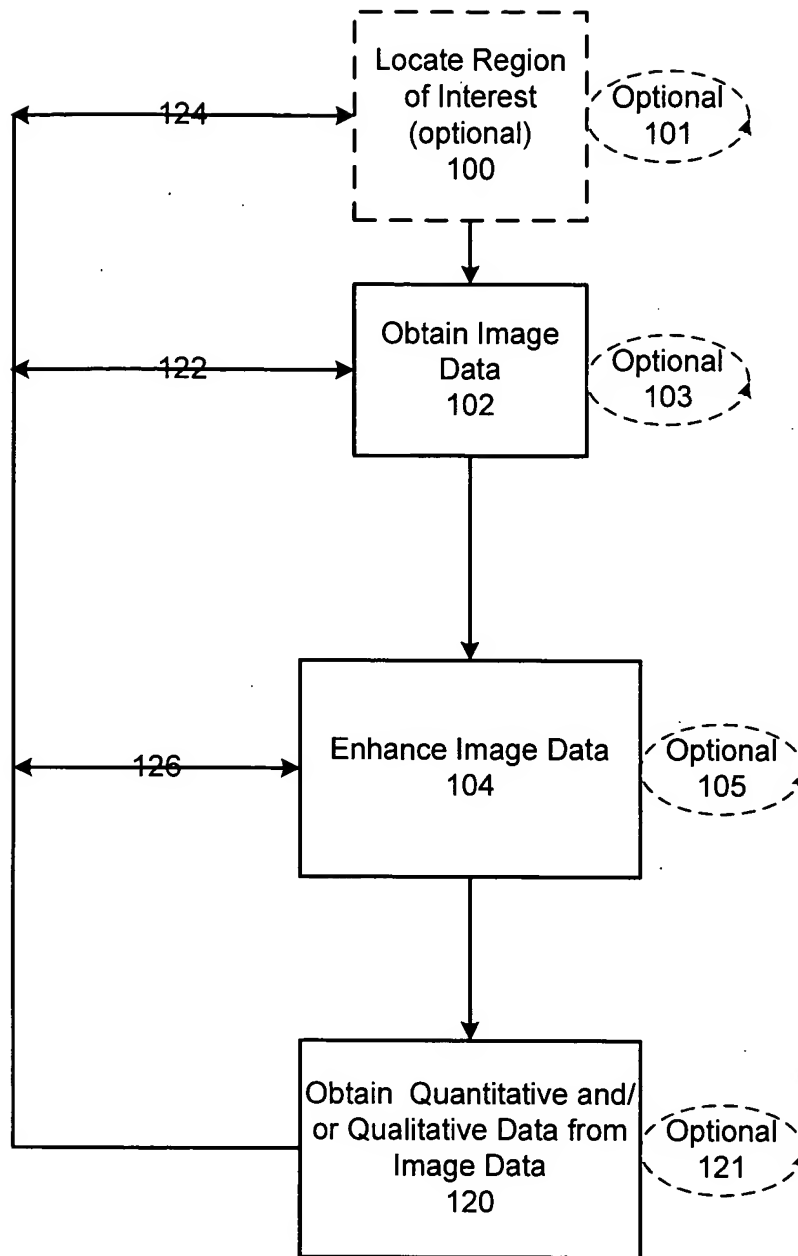 Locate Region
of Interest
(optional)
100
Optional
101
124
Obtain Image
Data
102
Optional
103
122
Enhance Image Data
104
Optional
105
126
Obtain Quantitative and/
or Qualitative Data from
Image Data
120
Optional
121